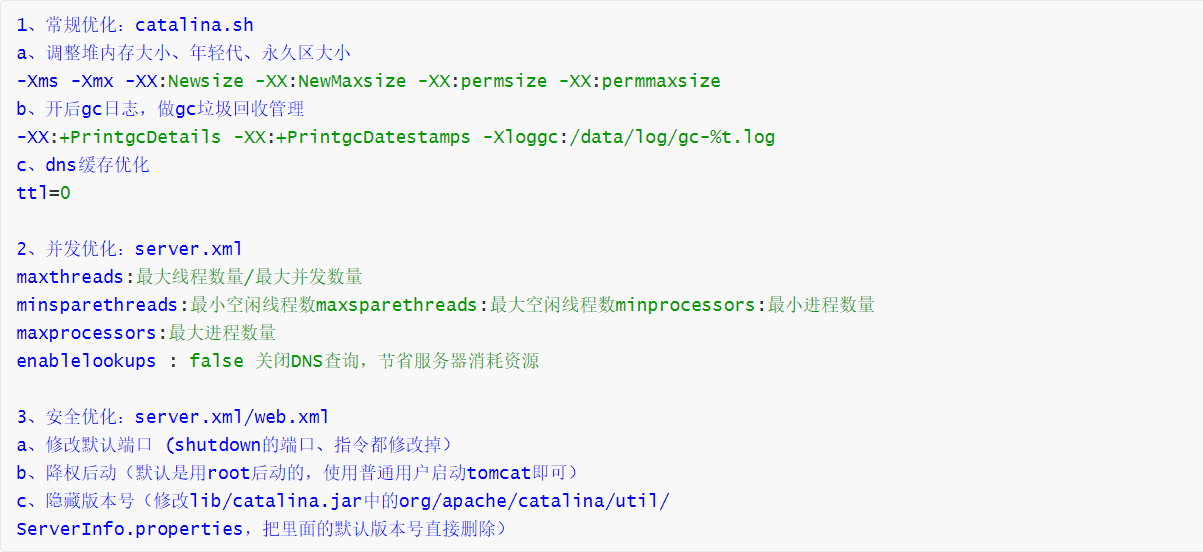 1、常规优化：catalina.sh
a、调整堆内存大小、年轻代、永久区大小
-Xms -Xmx -XX:Newsize -XX:NewMaxsize -XX:permsize -XX:permmaxsize
b、开后gc日志，做gc垃圾回收管理
-XX:+PrintgcDetails -XX:+PrintgcDatestamps -Xloggc:/data/log/gc-%t.log
c、dns缓存优化
ttl=0
2、并发优化：server.xml
maxthreads:最大线程数量/最大并发数量
minsparethreads:最小空闲线程数maxsparethreads:最大空闲线程数minprocessors:最小进程数量
maxprocessors:最大进程数量
enablelookups : false 关闭DNS查询，节省服务器消耗资源
3、安全优化：server.xml/web.xml
a、修改默认端口 (shutdown的端口、指令都修改掉）
b、降权后动（默认是用root后动的，使用普通用户启动tomcat即可）
c、隐藏版本号（修改lib/catalina.jar中的org/apache/catalina/util/
ServerInfo.properties，把里面的默认版本号直接删除）